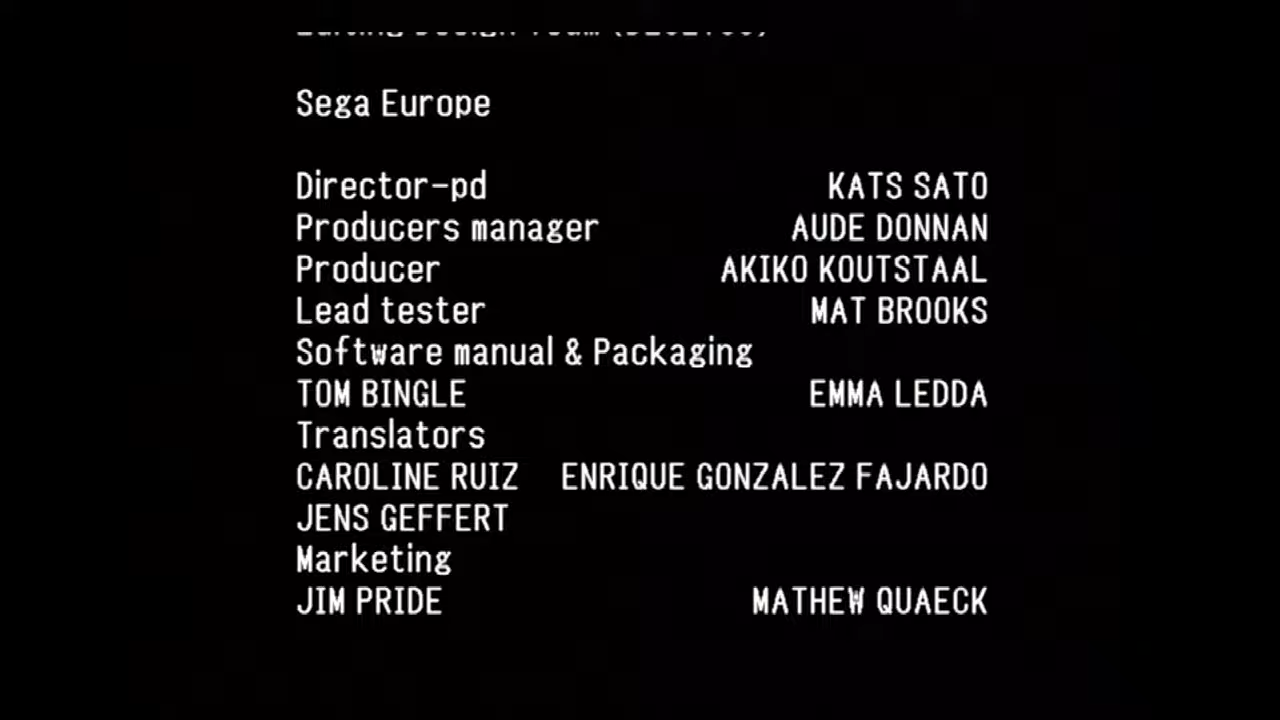 Sega Europe
Director-pd KATS SATO
Producers manager AUDE DONNAN
Producer AKIKO KOUTSTAAL
Lead tester MAT BROOKS
Software manual & Packaging
TOM BINGLE EMMA LEDDA
Translators
CAROLINE RUIZ ENRIQUE GONZALEZ FAJARDO
JENS GEFFERT
Marketing
JIM PRIDE MATHEW QUAECK